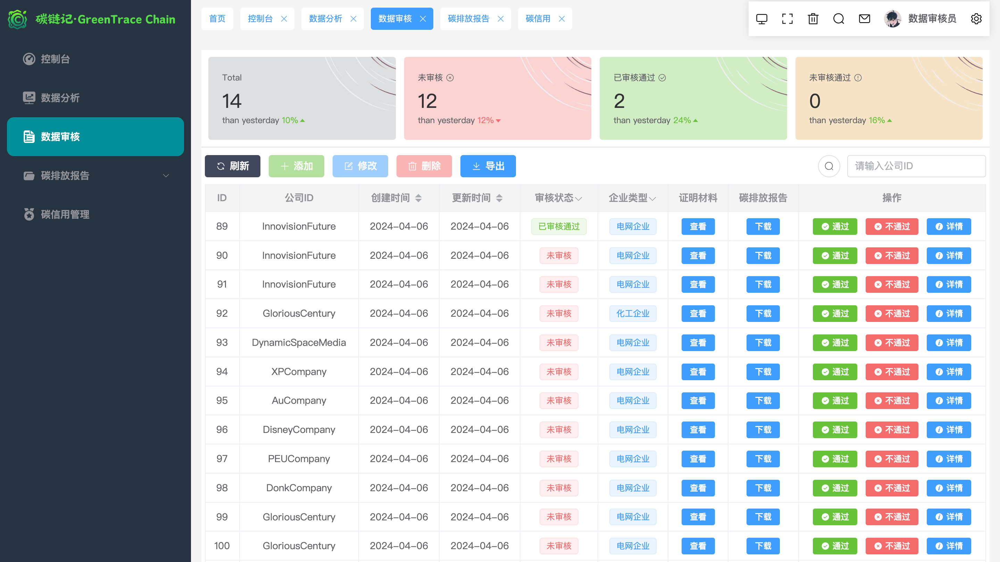 碳链记·GreenTrace Chain
控制台
数据分析
数据审核
碳排放报告
碳信用管理
首页 控制台 数据分析 数据审核 碳排放报告 碳信用
数据审核员
Total
14
than yesterday 10%
未审核
12
than yesterday 12%
已审核通过
2
than yesterday 24%
未审核通过
0
than yesterday 16%
刷新 添加 修改 删除 导出 请输入公司ID
ID 公司ID 创建时间 更新时间 审核状态 企业类型 证明材料 碳排放报告 操作
89 InnovisionFuture 2024-04-06 2024-04-06 已审核通过 电网企业 查看 下载 通过 不通过 详情
90 InnovisionFuture 2024-04-06 2024-04-06 未审核 电网企业 查看 下载 通过 不通过 详情
91 InnovisionFuture 2024-04-06 2024-04-06 未审核 电网企业 查看 下载 通过 不通过 详情
92 GloriousCentury 2024-04-06 2024-04-06 未审核 化工企业 查看 下载 通过 不通过 详情
93 DynamicSpaceMedia 2024-04-06 2024-04-06 未审核 电网企业 查看 下载 通过 不通过 详情
94 XPCompany 2024-04-06 2024-04-06 未审核 电网企业 查看 下载 通过 不通过 详情
95 AuCompany 2024-04-06 2024-04-06 未审核 电网企业 查看 下载 通过 不通过 详情
96 DisneyCompany 2024-04-06 2024-04-06 未审核 电网企业 查看 下载 通过 不通过 详情
97 PEUCompany 2024-04-06 2024-04-06 未审核 电网企业 查看 下载 通过 不通过 详情
98 DonkCompany 2024-04-06 2024-04-06 未审核 电网企业 查看 下载 通过 不通过 详情
99 GloriousCentury 2024-04-06 2024-04-06 未审核 电网企业 查看 下载 通过 不通过 详情
100 GloriousCentury 2024-04-06 2024-04-06 未审核 电网企业 查看 下载 通过 不通过 详情